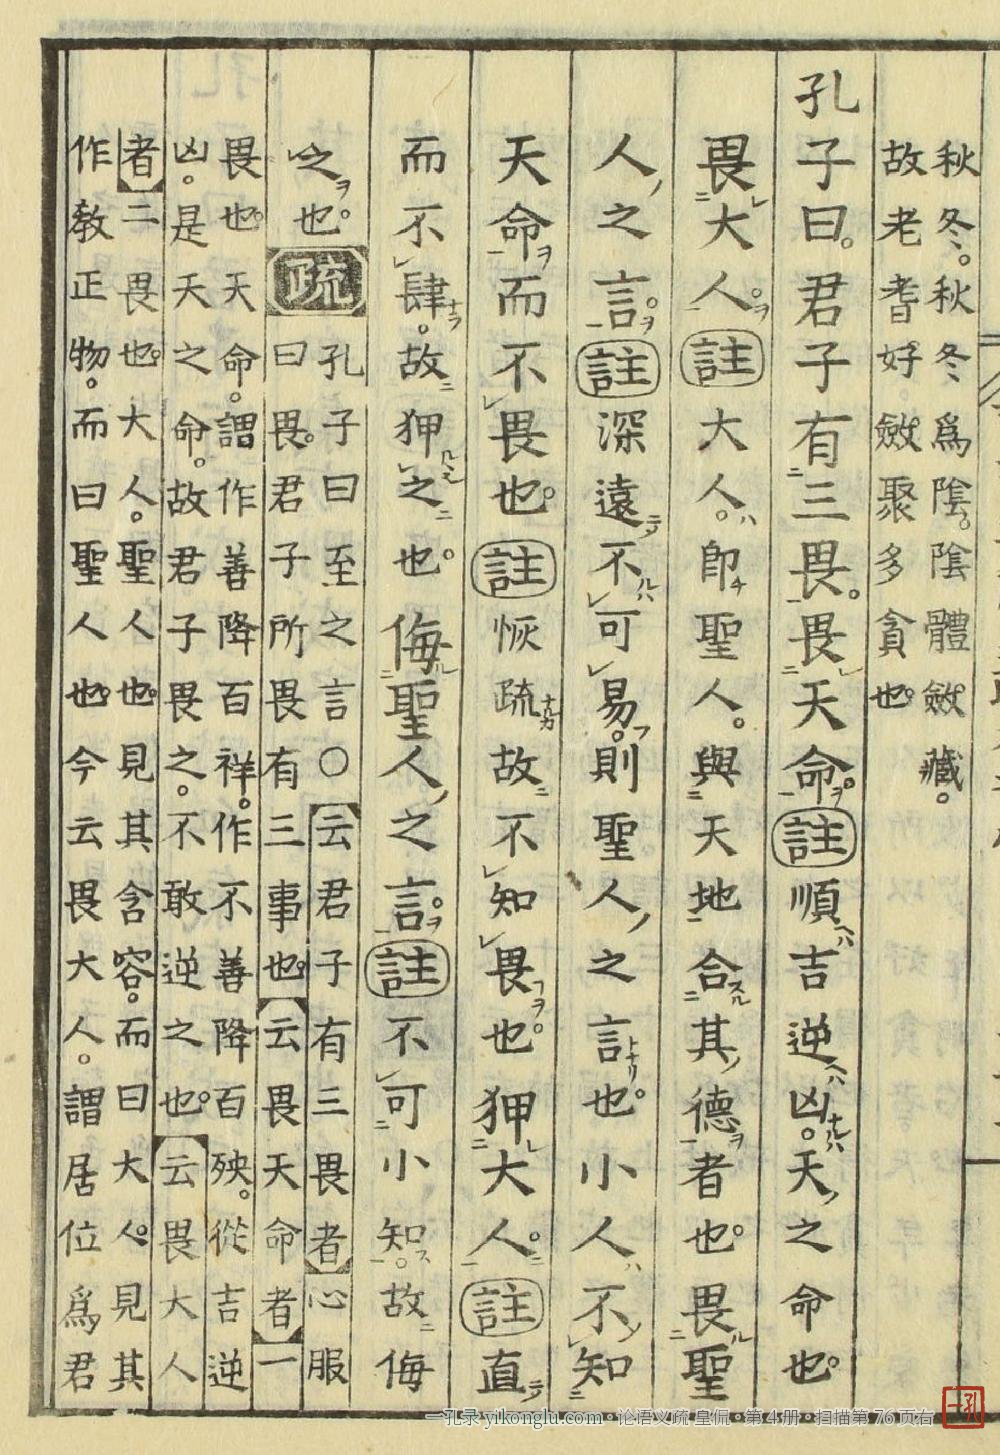 秋冬秋冬爲陰陰體斂藏
故老耆好斂聚多貪也
孔子曰君子有三畏畏天命註順吉逆凶天之命也
畏大人註大人卽聖人與天地合其德者也畏聖
人之言註深遠不可易則聖人之言也小人不知
天命而不畏也註恢疏故不知畏也狎大人註直
而不肆故狎之也侮聖人之言註不可小知故侮
之也疏
孔子曰至之言〇云君子有三畏者心服
曰畏君子所畏有三事也云畏天命者一
畏也天命謂作善降百祥作不善降百殃從吉逆
凶是天之命故君子畏之不敢逆之也云畏大人
者二畏也大人聖人也見其含容而曰大人見其
作敎正物而曰聖人也今云畏大人謂居位爲君
一孔录 yikonglu.com·论语义疏 皇侃·第4册·扫描第76页右